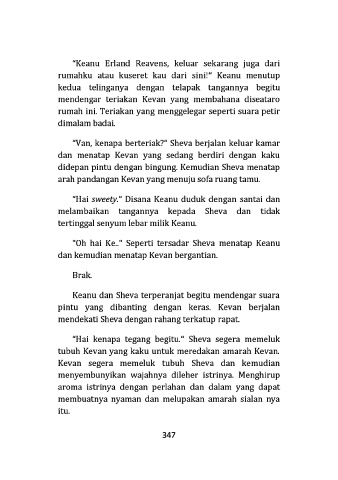 "Keanu Erland Reavens, keluar sekarang juga dari
rumahku atau kuseret kau dari sini!" Keanu menutup
kedua telinganya dengan telapak tangannya begitu
mendengar teriakan Kevan yang membahana diseataro
rumah ini. Teriakan yang menggelegar seperti suara petir
dimalam badai.
"Van, kenapa berteriak?" Sheva berjalan keluar kamar
dan menatap Kevan yang sedang berdiri dengan kaku
didepan pintu dengan bingung. Kemudian Sheva menatap
arah pandangan Kevan yang menuju sofa ruang tamu.
"Hai sweety." Disana Keanu duduk dengan santai dan
melambaikan tangannya kepada Sheva dan tidak
tertinggal senyum lebar milik Keanu.
"Oh hai Ke.." Seperti tersadar Sheva menatap Keanu
dan kemudian menatap Kevan bergantian.
Brak.
Keanu dan Sheva terperanjat begitu mendengar suara
pintu yang dibanting dengan keras. Kevan berjalan
mendekati Sheva dengan rahang terkatup rapat.
"Hai kenapa tegang begitu." Sheva segera memeluk
tubuh Kevan yang kaku untuk meredakan amarah Kevan.
Kevan segera memeluk tubuh Sheva dan kemudian
menyembunyikan wajahnya dileher istrinya. Menghirup
aroma istrinya dengan perlahan dan dalam yang dapat
membuatnya nyaman dan melupakan amarah sialan nya
itu.
347